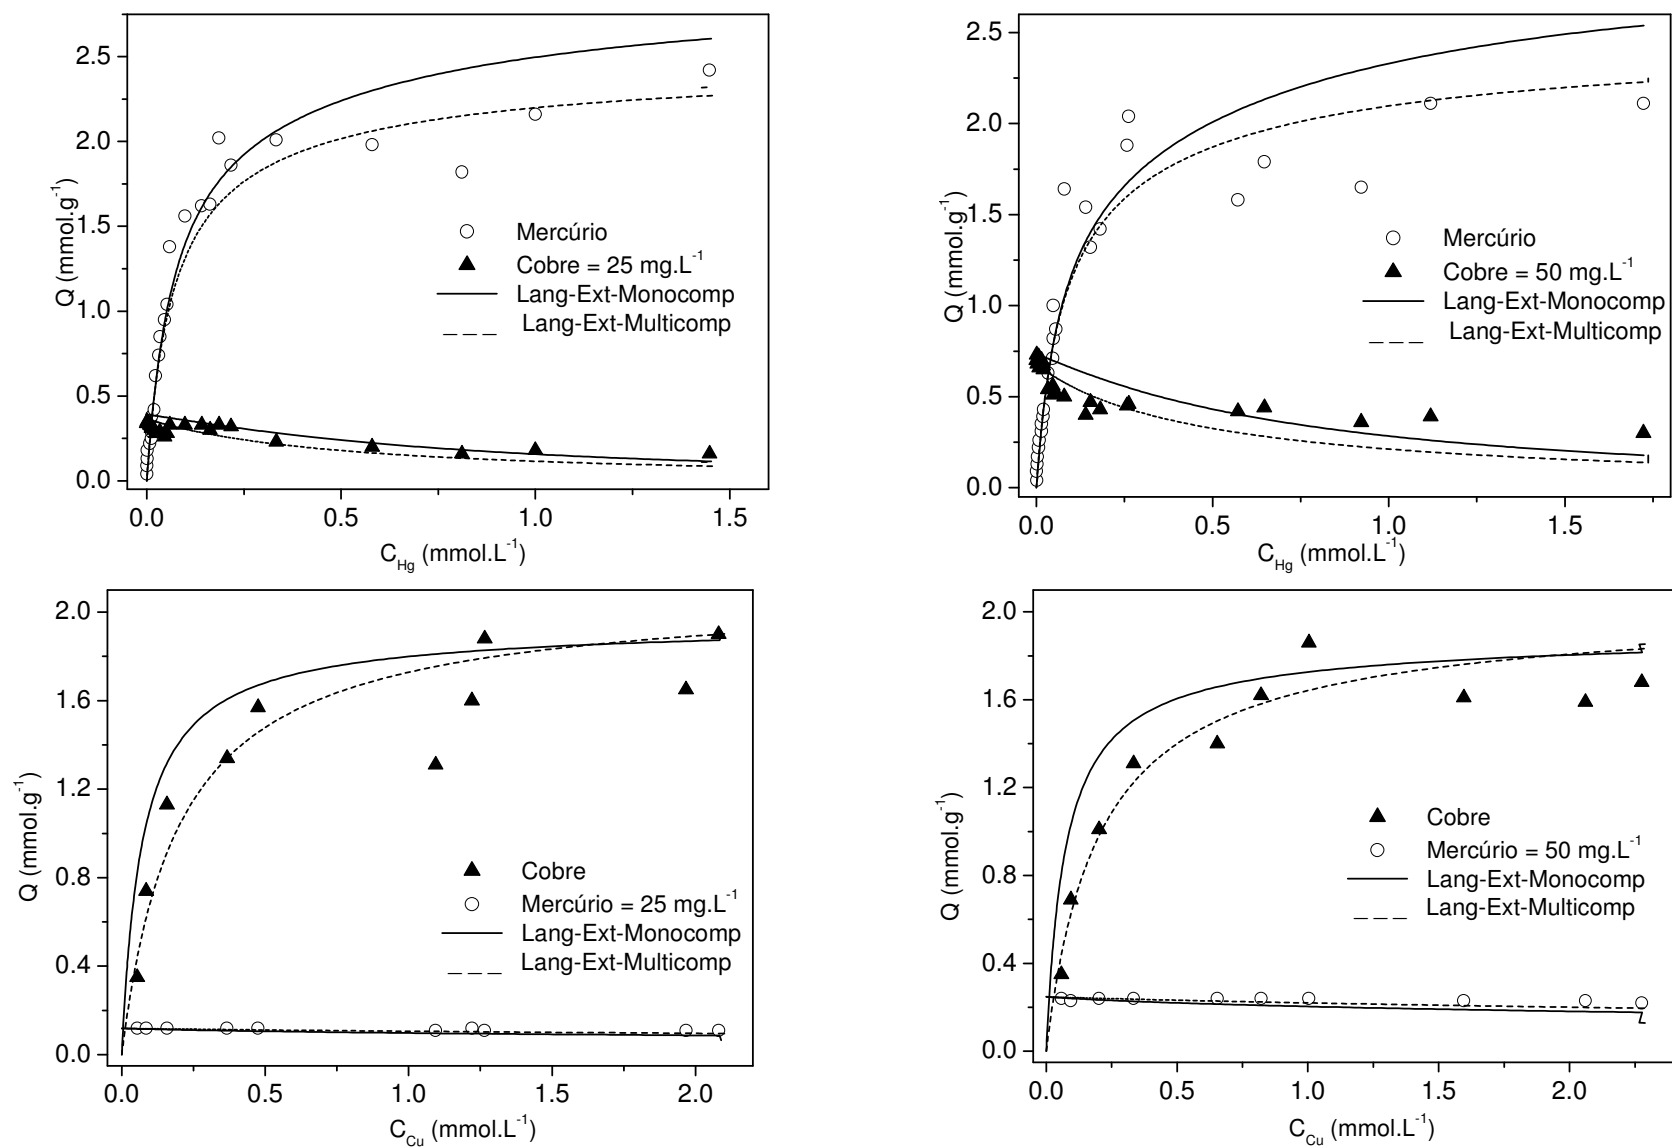 2.5
2.0
1.5
1.0
0.5
0.0
Q (mmol.g⁻¹)
Mercúrio
Cobre = 25 mg.L⁻¹
Lang-Ext-Monocomp
Lang-Ext-Multicomp
0.0 0.5 1.0 1.5
C_Hg (mmol.L⁻¹)
2.5
2.0
1.5
1.0
0.5
0.0
Q (mmol.g⁻¹)
Mercúrio
Cobre = 50 mg.L⁻¹
Lang-Ext-Monocomp
Lang-Ext-Multicomp
0.0 0.5 1.0 1.5
C_Hg (mmol.L⁻¹)
2.0
1.6
1.2
0.8
0.4
0.0
Q (mmol.g⁻¹)
Cobre
Mercúrio = 25 mg.L⁻¹
Lang-Ext-Monocomp
Lang-Ext-Multicomp
0.0 0.5 1.0 1.5 2.0
C_Cu (mmol.L⁻¹)
2.0
1.6
1.2
0.8
0.4
0.0
Q (mmol.g⁻¹)
Cobre
Mercúrio = 50 mg.L⁻¹
Lang-Ext-Monocomp
Lang-Ext-Multicomp
0.0 0.5 1.0 1.5 2.0
C_Cu (mmol.L⁻¹)